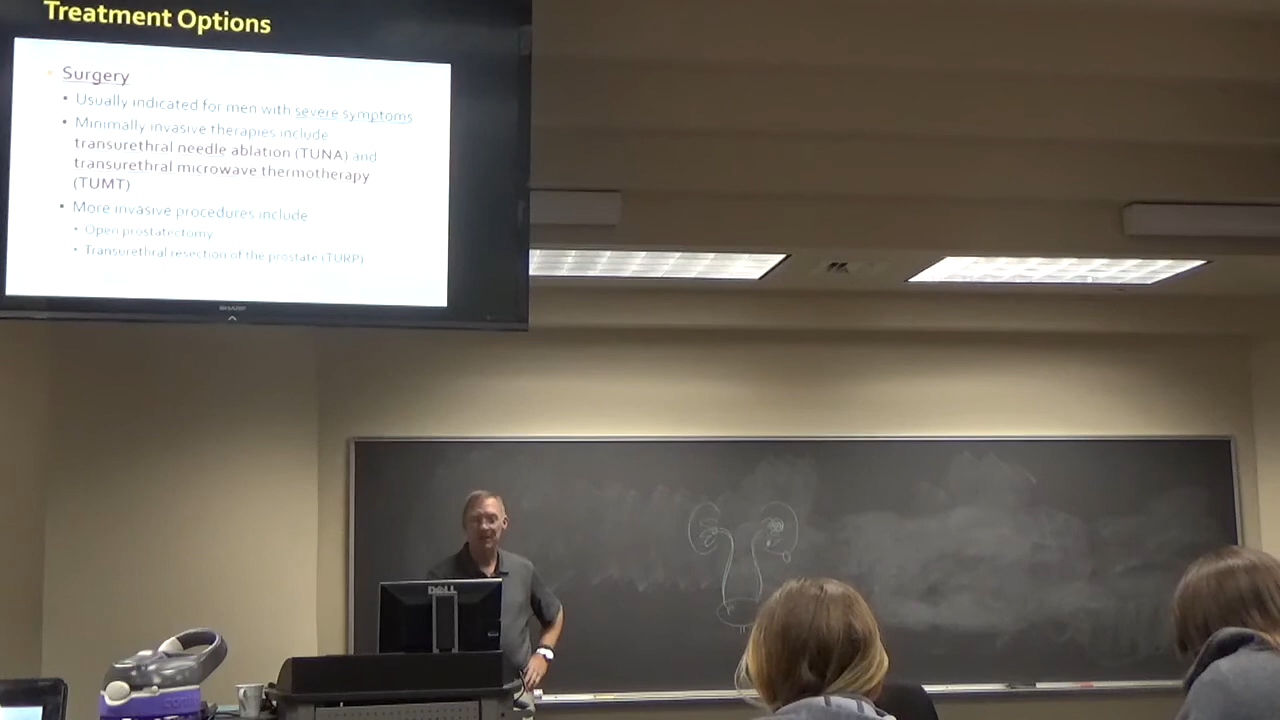 Treatment Options
Surgery
Usually indicated for men with severe symptoms
Minimally invasive therapies include
transurethral needle ablation (TUNA) and
transurethral microwave thermotherapy
(TUMT)
More invasive procedures include
Open prostatectomy
Transurethral resection of the prostate (TURP)
SHARP
DELL